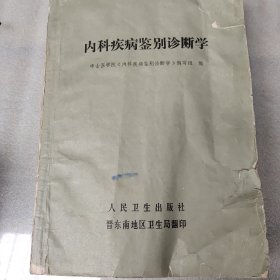 内科疾病鉴别诊断学
中山医学院《内科疾病鉴别诊断学》编写组 编
人民卫生出版社
晋东南地区卫生局翻印